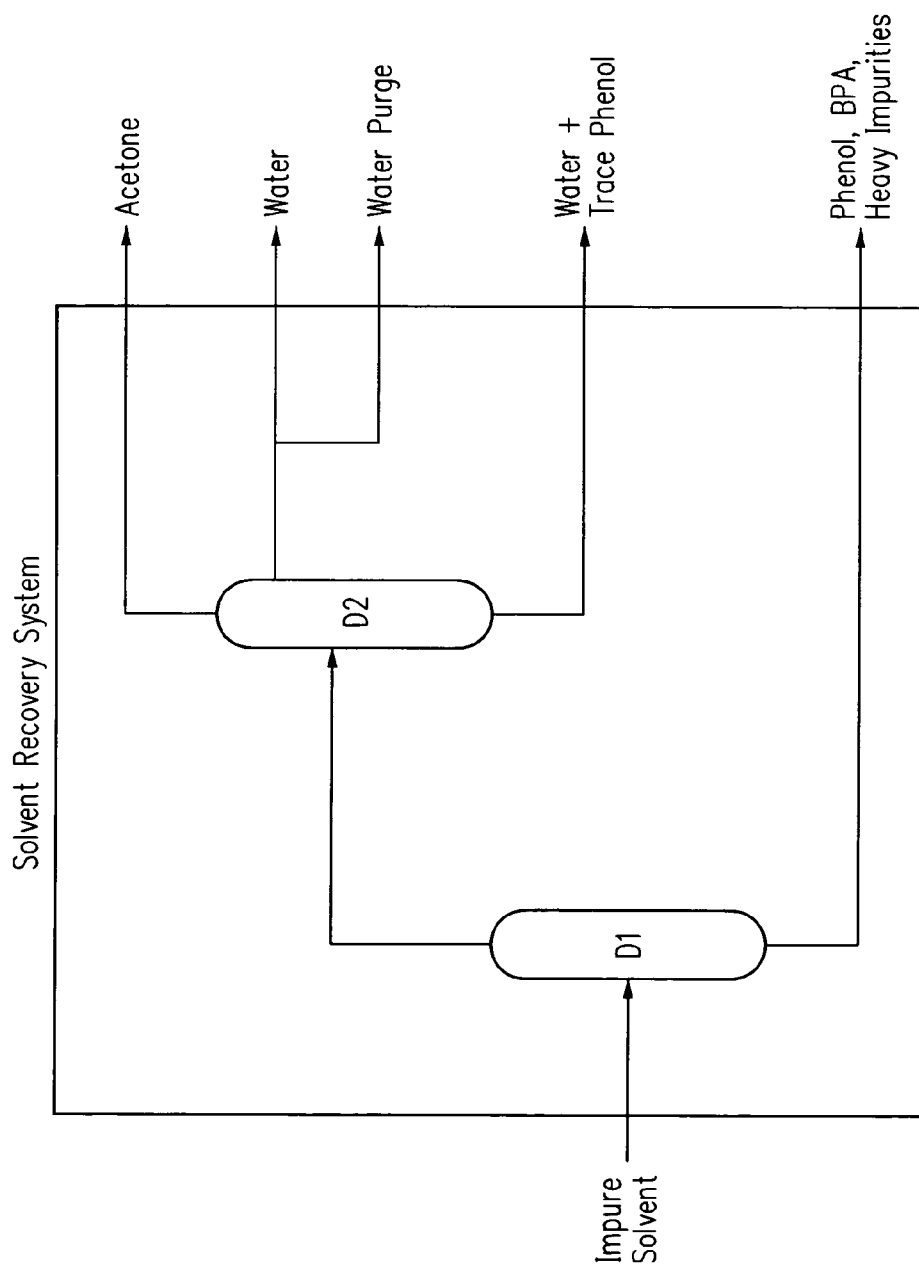 Solvent Recovery System
Acetone
Water
Water Purge
D2
Water +
Trace Phenol
D1
Impure
Solvent
Phenol, BPA,
Heavy Impurities